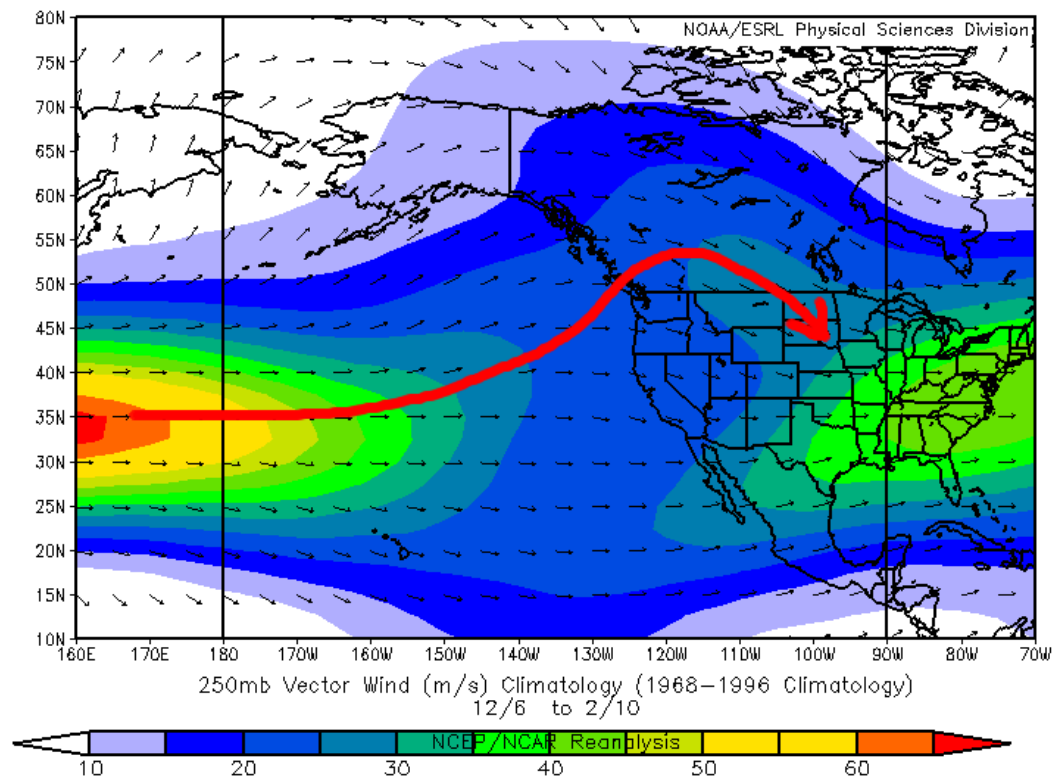 80N
NOAA/ESRL Physical Sciences Division
75N
70N
65N
60N
55N
50N
45N
40N
35N
30N
25N
20N
15N
10N
160E 170E 180 170W 160W 150W 140W 130W 120W 110W 100W 90W 80W 70W
250mb Vector Wind (m/s) Climatology (1968-1996 Climatology)
12/6 to 2/10
NCEP/NCAR Reanalysis
10 20 30 40 50 60